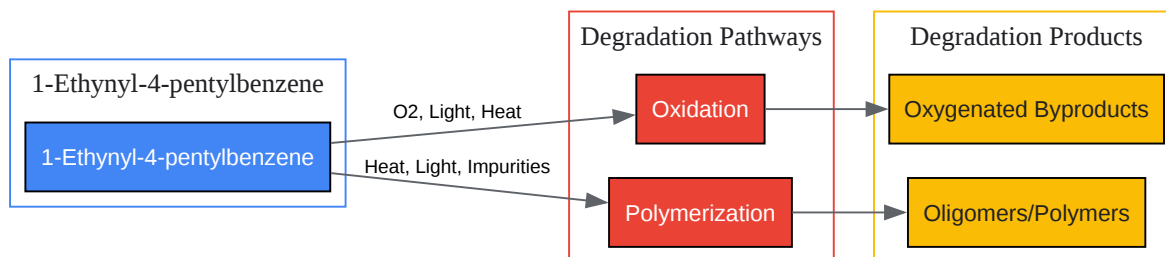 1-Ethynyl-4-pentylbenzene
1-Ethynyl-4-pentylbenzene
O2, Light, Heat
Heat, Light, Impurities
Degradation Pathways
Oxidation
Polymerization
Degradation Products
Oxygenated Byproducts
Oligomers/Polymers